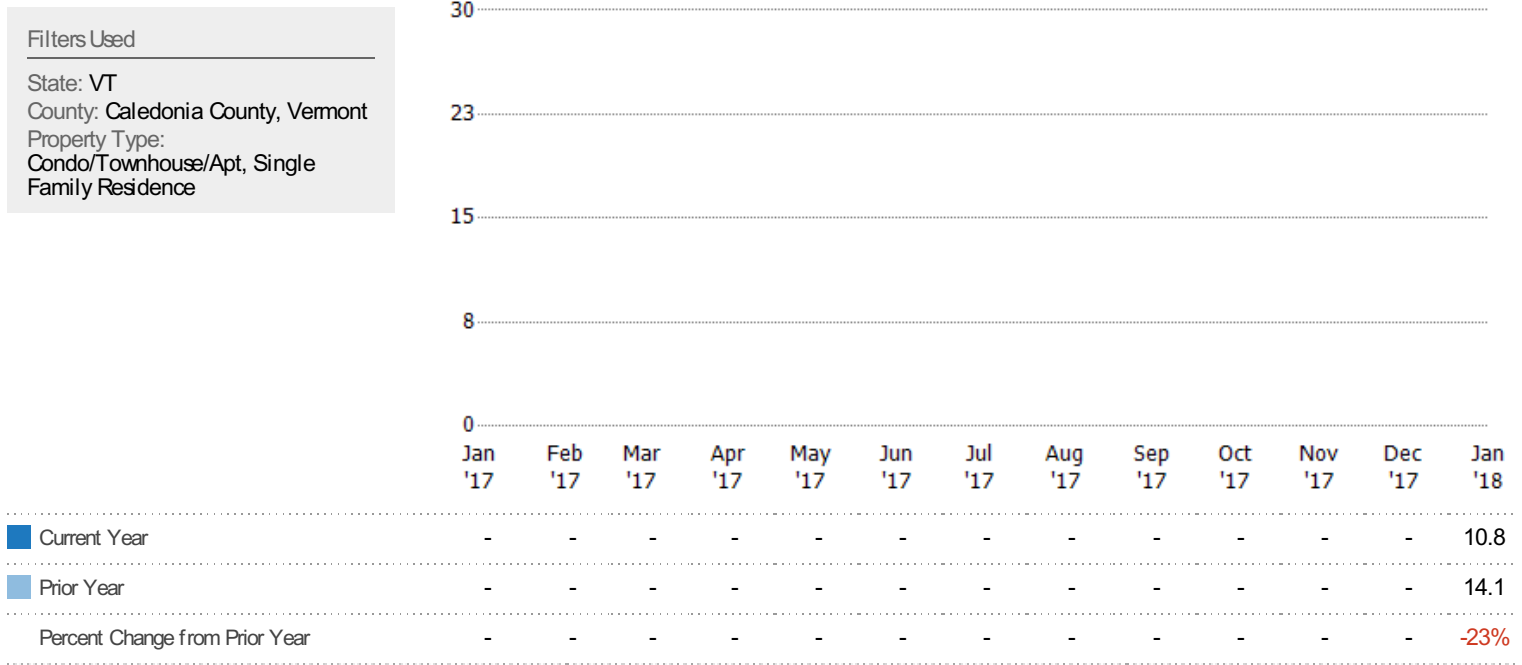 Filters Used
State: VT
County: Caledonia County, Vermont
Property Type:
Condo/Townhouse/Apt, Single
Family Residence
30
23
15
8
0
Jan Feb Mar Apr May Jun Jul Aug Sep Oct Nov Dec Jan
'17 '17 '17 '17 '17 '17 '17 '17 '17 '17 '17 '17 '18
Current Year - - - - - - - - - - - - 10.8
Prior Year - - - - - - - - - - - - 14.1
Percent Change from Prior Year - - - - - - - - - - - - -23%